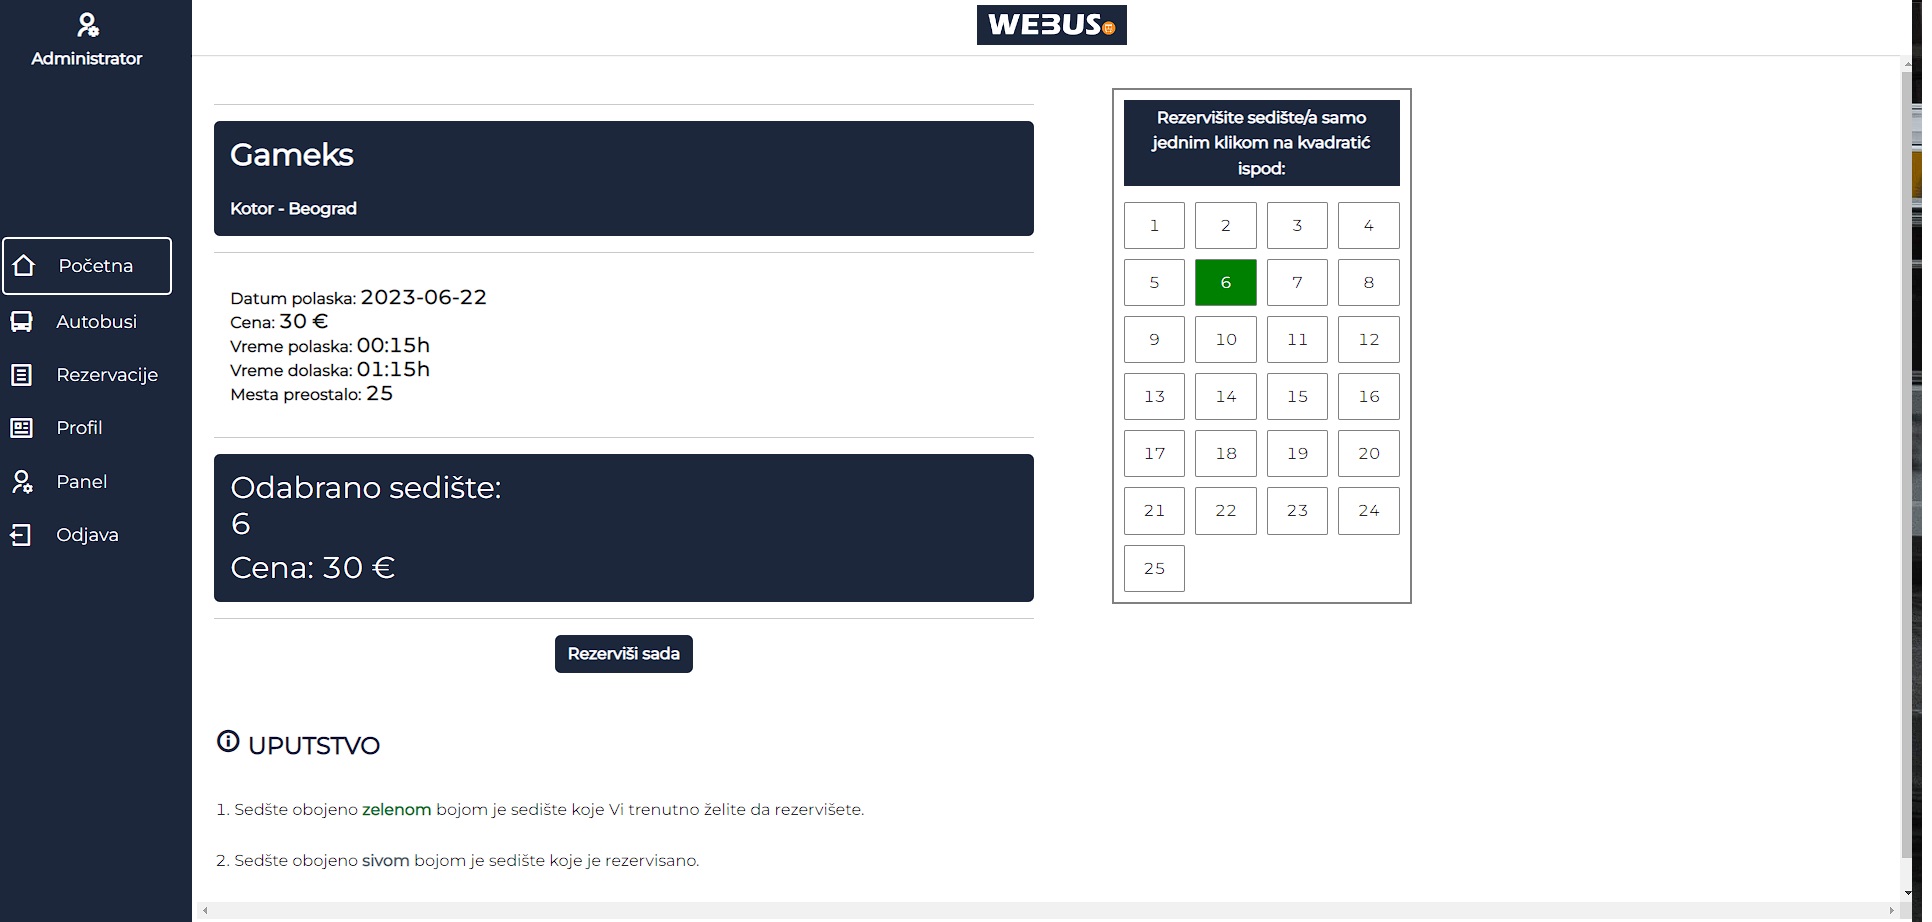 Administrator
Početna
Autobusi
Rezervacije
Profil
Panel
Odjava
WEBUS
Gameks
Kotor - Beograd
Datum polaska: 2023-06-22
Cena: 30 €
Vreme polaska: 00:15h
Vreme dolaska: 01:15h
Mesta preostalo: 25
Odabrano sedište:
6
Cena: 30 €
Rezerviši sada
UPUTSTVO
1. Sedšte obojeno zelenom bojom je sedište koje Vi trenutno želite da rezervišete.
2. Sedšte obojeno sivom bojom je sedište koje je rezervisano.
Rezervišite sedište/a samo
jednim klikom na kvadratić
ispod:
1 2 3 4
5 6 7 8
9 10 11 12
13 14 15 16
17 18 19 20
21 22 23 24
25